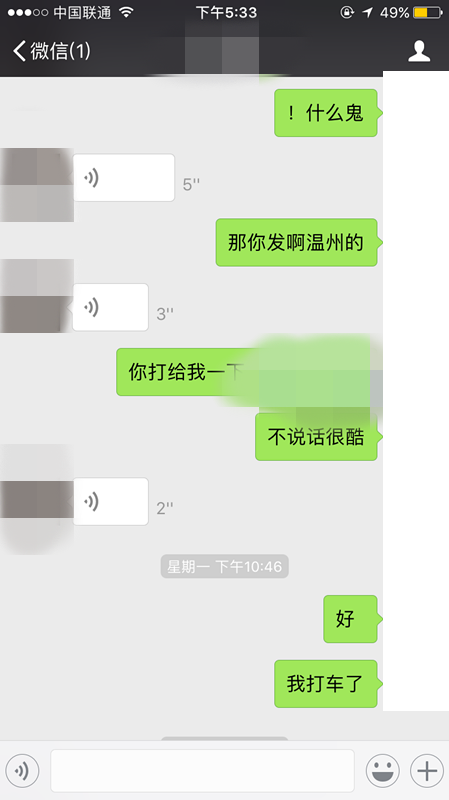 中国联通 下午5:33 49%
微信(1)
！什么鬼
5''
那你发啊温州的
3''
你打给我一下
不说话很酷
2''
星期一 下午10:46
好
我打车了